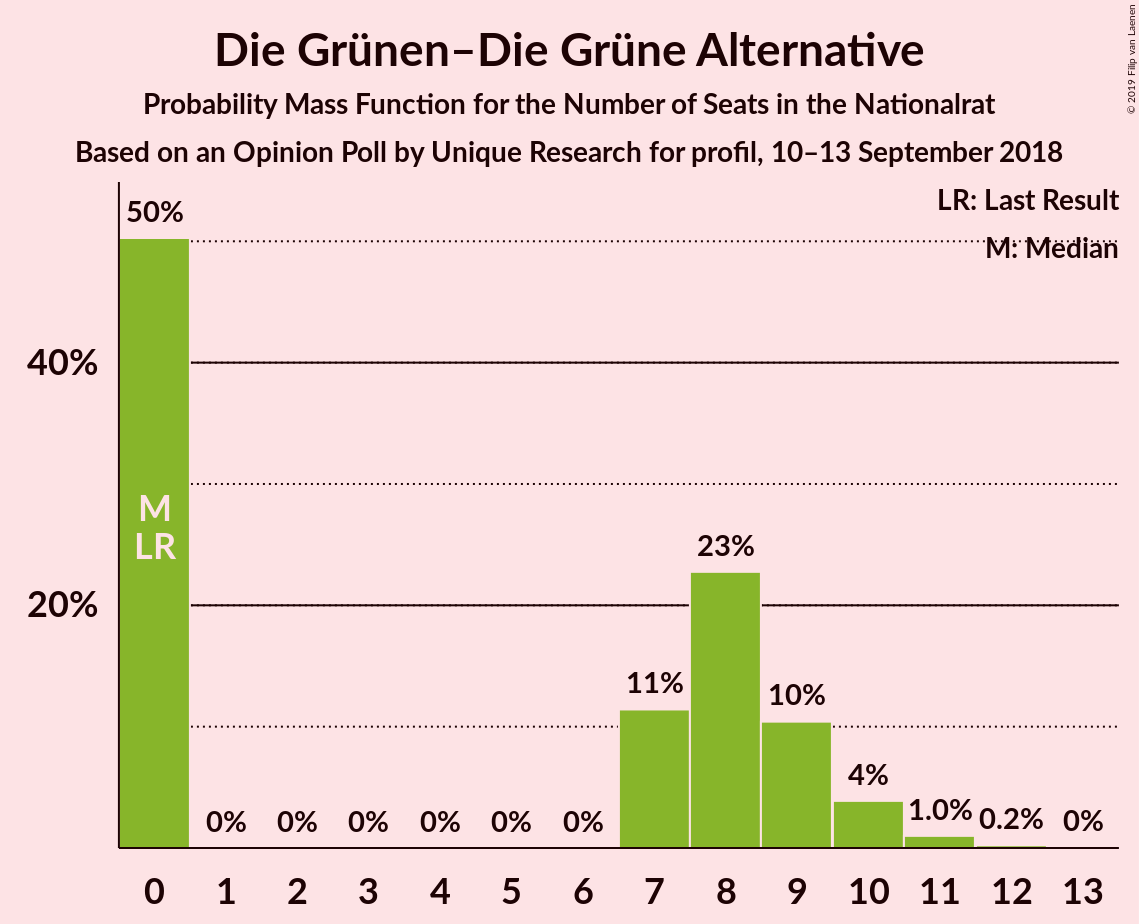 Die Grünen–Die Grüne Alternative
Probability Mass Function for the Number of Seats in the Nationalrat
Based on an Opinion Poll by Unique Research for profil, 10–13 September 2018
© 2019 Filip van Laenen
LR: Last Result
M: Median
50%
40%
20%
M
LR
0%
0%
0%
0%
0%
0%
11%
23%
10%
4%
1.0%
0.2%
0%
0 1 2 3 4 5 6 7 8 9 10 11 12 13